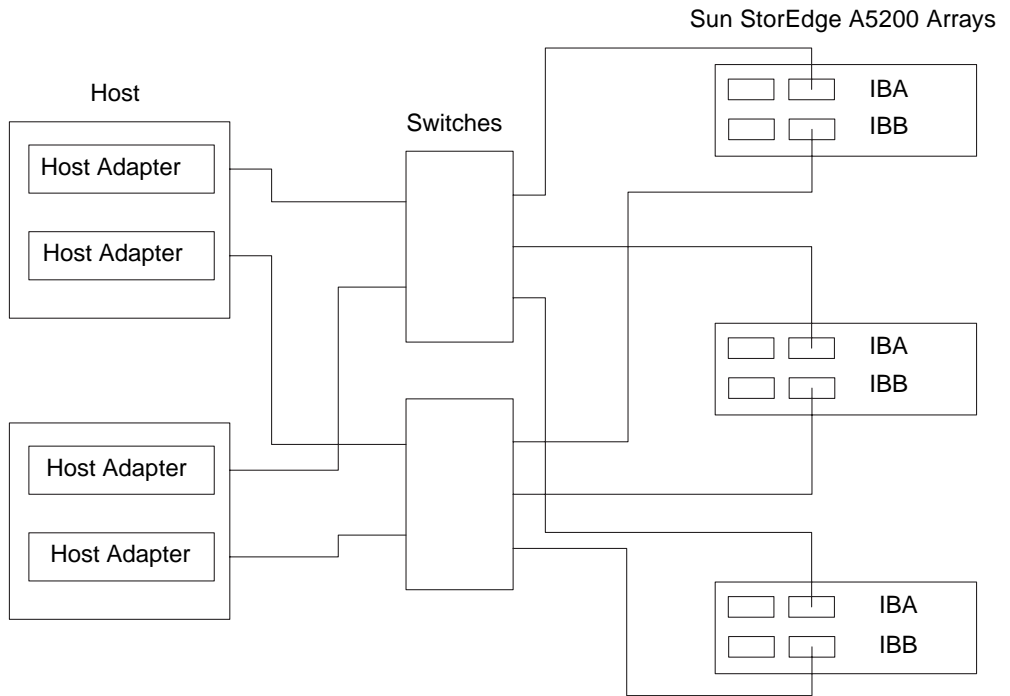 Sun StorEdge A5200 Arrays
Host
Switches
IBA
IBB
Host Adapter
Host Adapter
IBA
IBB
Host Adapter
Host Adapter
IBA
IBB